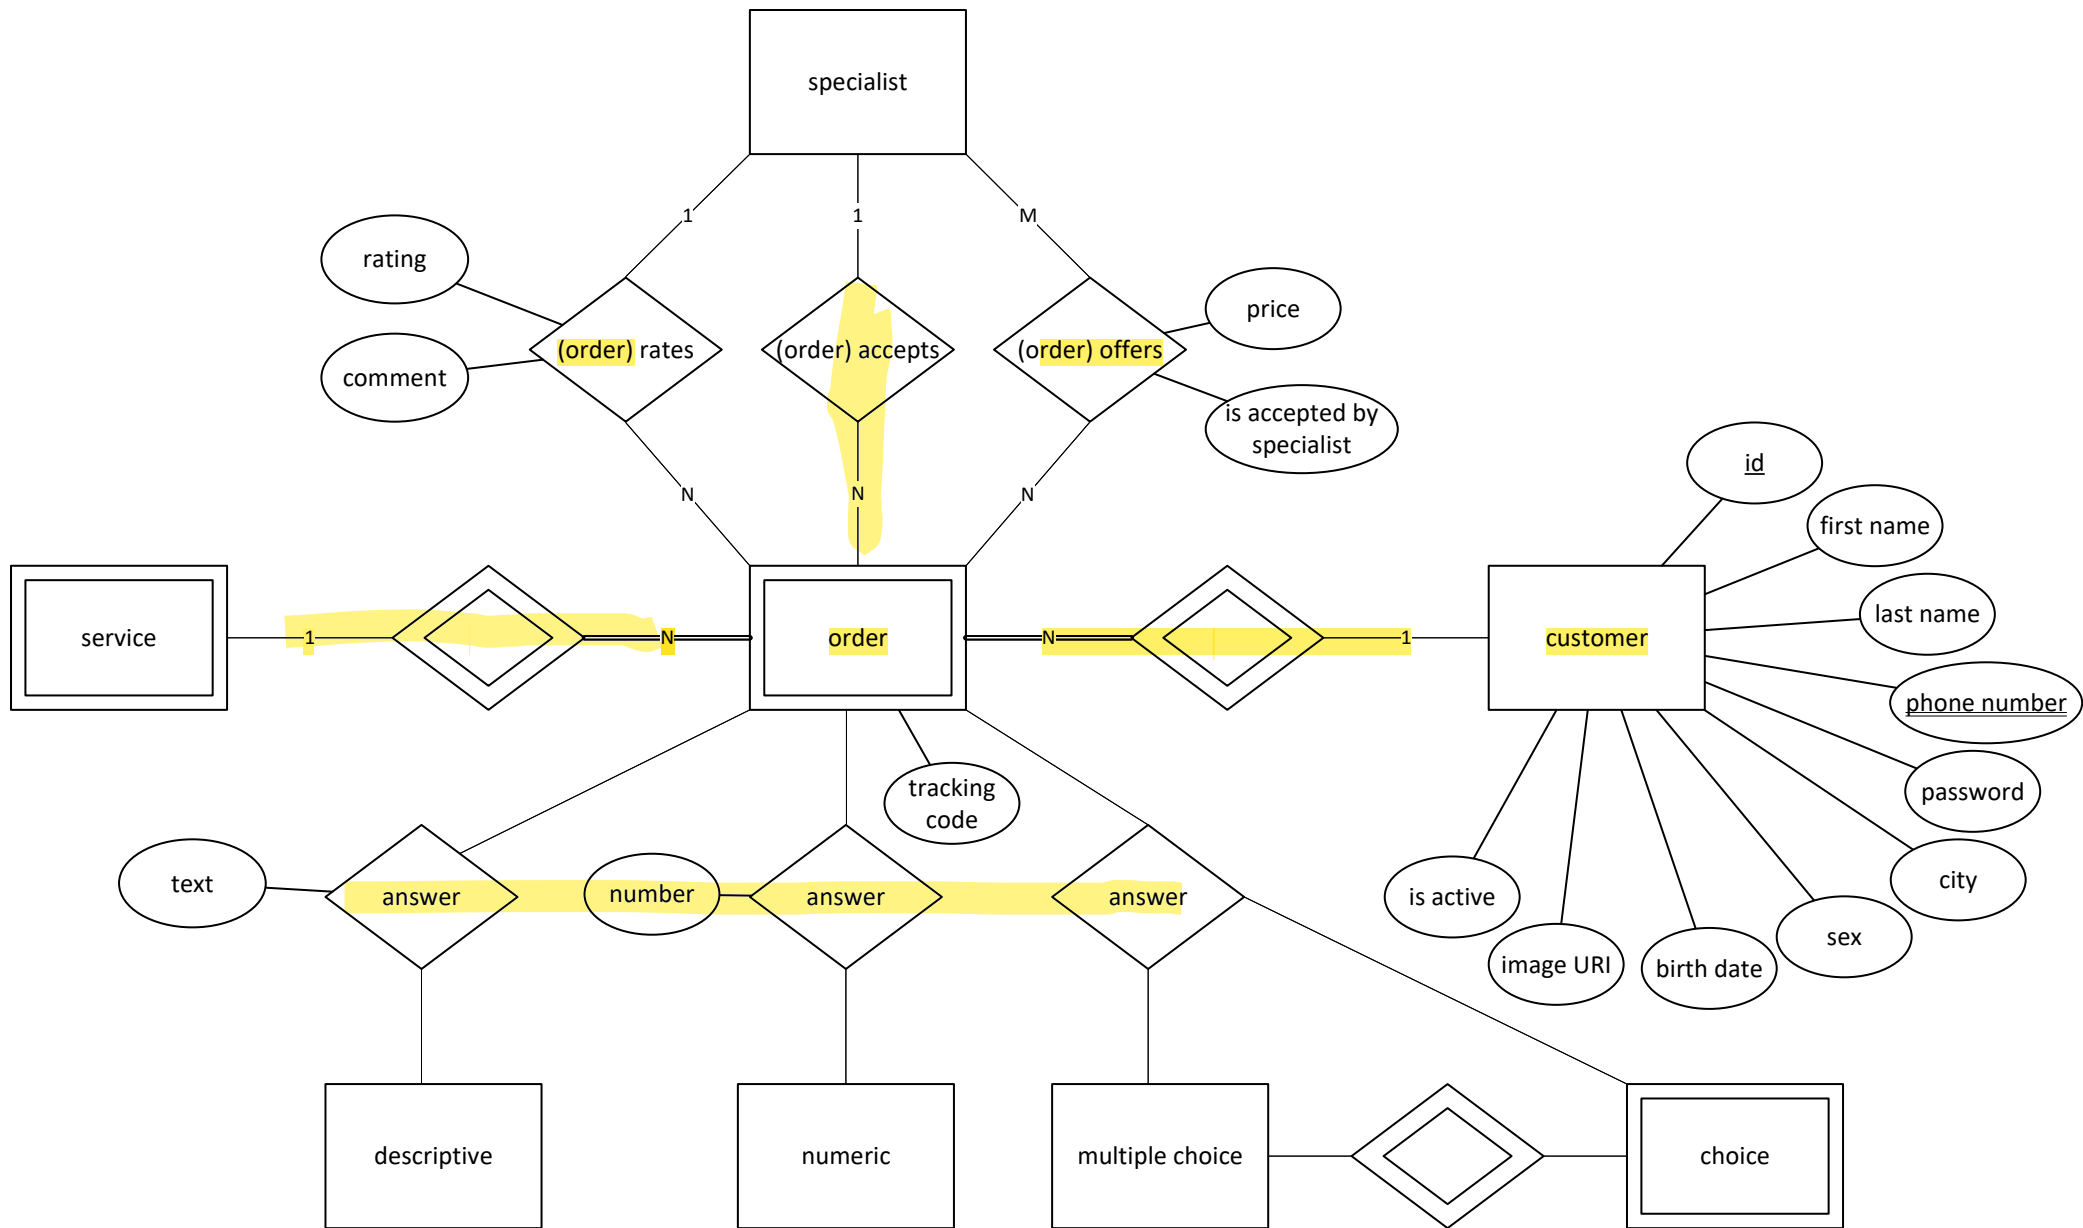 specialist
1
1
M
rating
comment
(order) rates
(order) accepts
(order) offers
price
is accepted by
specialist
N
N
N
id
first name
last name
phone number
password
city
sex
birth date
image URI
is active
service
1
N
order
N
1
customer
tracking
code
text
answer
number
answer
answer
descriptive
numeric
multiple choice
choice